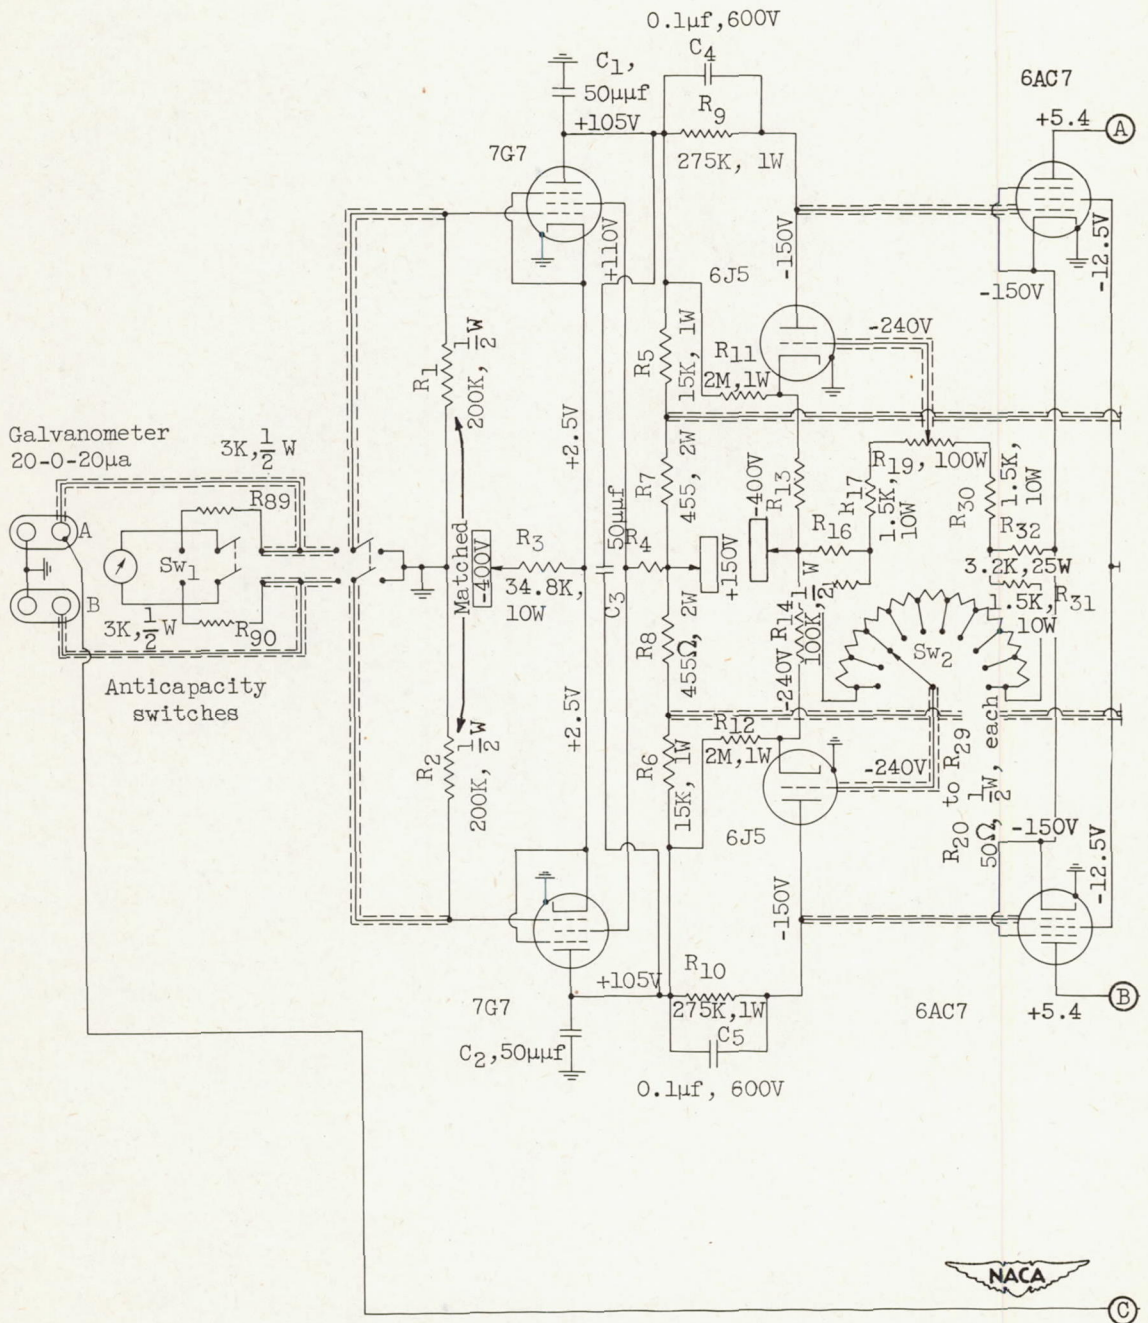 0.1µf,600V
C4
C1,
50µµf
+105V
R9
275K, 1W
6AC7
+5.4
A
7G7
+110V
-150V
6J5
-240V
-150V
-12.5V
R1
200K, 1/2 W
R5
15K, 1W
R11
2M,1W
Galvanometer
20-0-20µa
3K, 1/2 W
R89
A
Sw1
B
3K, 1/2 W
R90
Anticapacity
switches
Matched
-400V
R3
34.8K,
10W
+2.5V
50µµf
C3
R4
R7
455, 2W
+150V
-400V
R13
R16
R17
1.5K,
10W
R19, 100W
R30
1.5K,
10W
R32
3.2K, 25W
1.5K,
10W
R31
R14
100K, 1/2 W
-240V
Sw2
R8
455Ω, 2W
+2.5V
R2
200K, 1/2 W
R6
15K, 1W
R12
2M,1W
-240V
6J5
R20 to R29
50Ω, 1/2 W, each
-150V
-12.5V
-150V
+105V
R10
275K,1W
C5
0.1µf, 600V
7G7
C2,50µµf
6AC7
+5.4
B
NACA
C